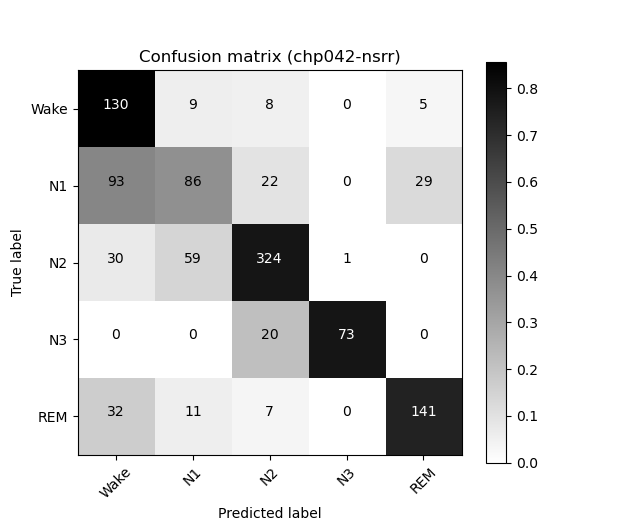 Confusion matrix (chp042-nsrr)
Wake 130 9 8 0 5
N1 93 86 22 0 29
N2 30 59 324 1 0
N3 0 0 20 73 0
REM 32 11 7 0 141
Wake N1 N2 N3 REM
Predicted label
True label
0.8
0.7
0.6
0.5
0.4
0.3
0.2
0.1
0.0